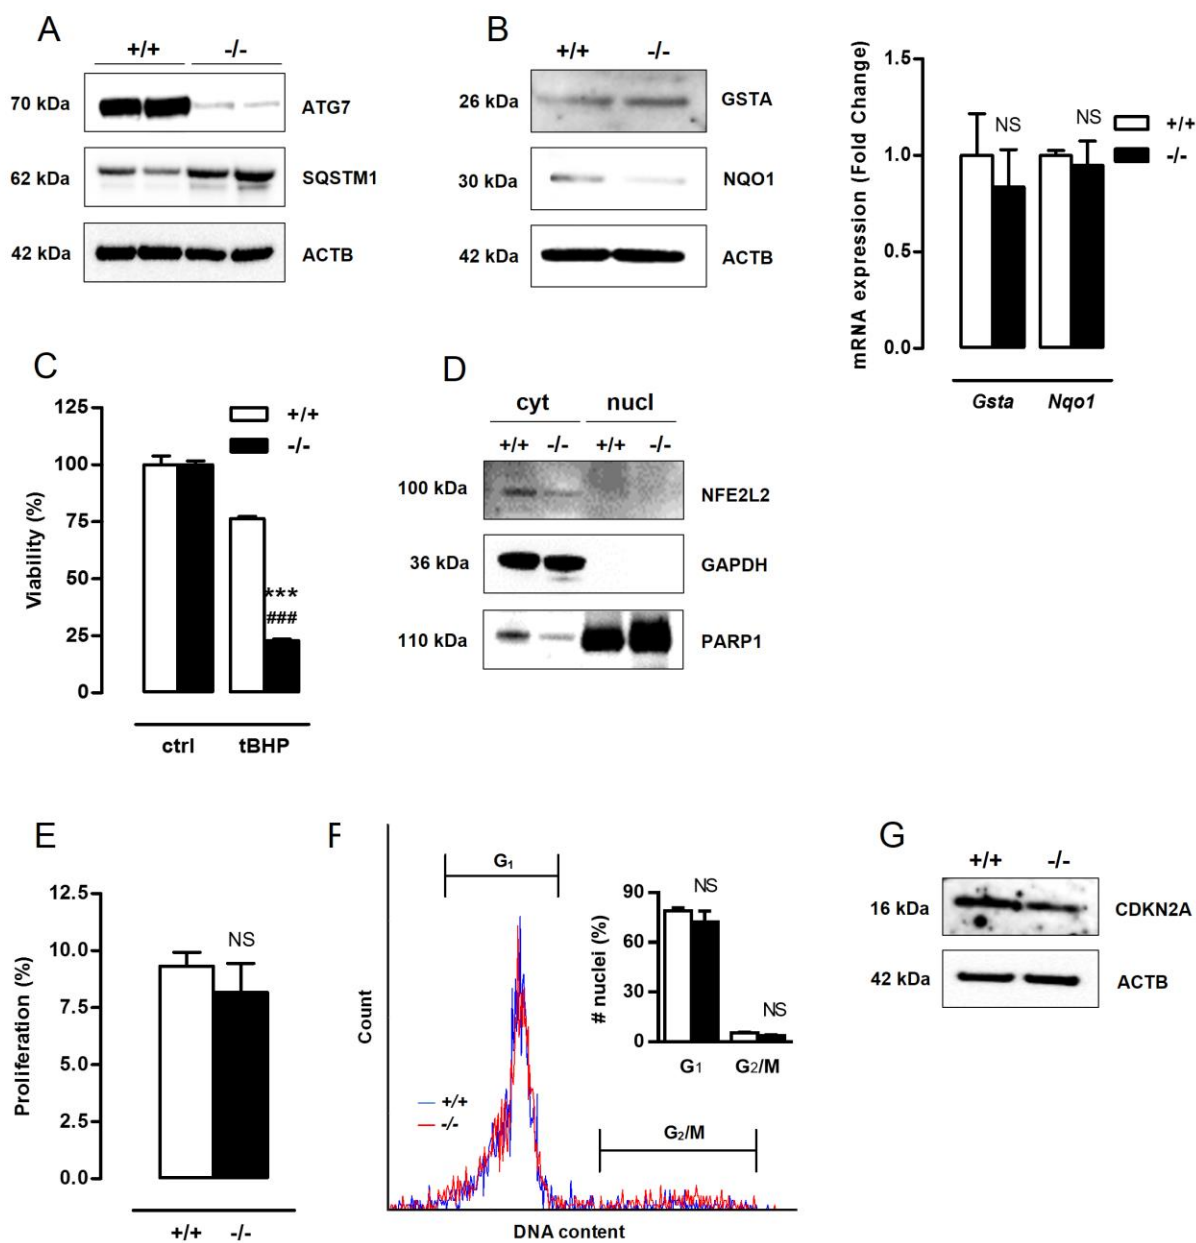 A
+/+ -/-
70 kDa ATG7
62 kDa SQSTM1
42 kDa ACTB
B
+/+ -/-
26 kDa GSTA
30 kDa NQO1
42 kDa ACTB
mRNA expression (Fold Change)
1.5
1.0
0.5
0.0
NS
NS
+/+
-/-
Gsta Nqo1
C
Viability (%)
125
100
75
50
25
0
+/+
-/-
***
###
ctrl tBHP
D
cyt nucl
+/+ -/- +/+ -/-
100 kDa NFE2L2
36 kDa GAPDH
110 kDa PARP1
E
Proliferation (%)
12.5
10.0
7.5
5.0
2.5
0.0
NS
+/+ -/-
F
Count
G1
+/+
-/-
G2/M
DNA content
# nuclei (%)
90
60
30
0
NS
NS
G1 G2/M
G
+/+ -/-
16 kDa CDKN2A
42 kDa ACTB